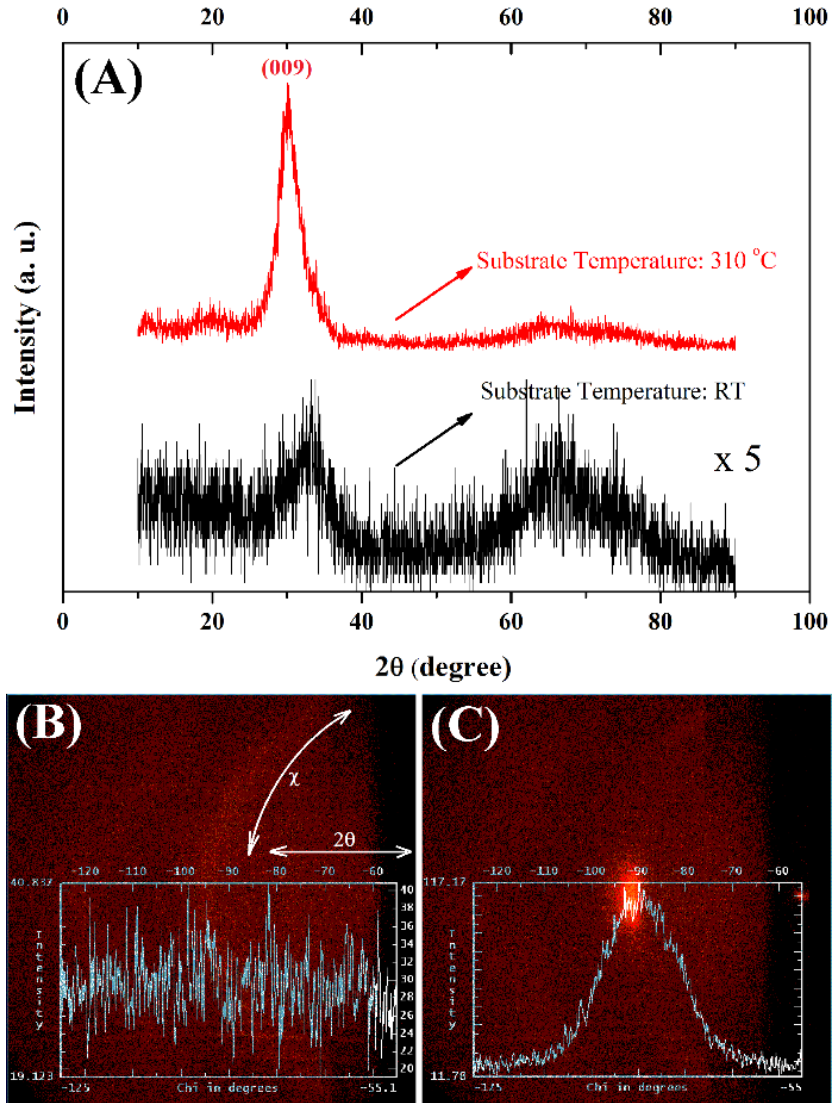 0 20 40 60 80 100
(A)
(009)
Substrate Temperature: 310 °C
Substrate Temperature: RT
x 5
Intensity (a. u.)
0 20 40 60 80 100
2θ (degree)
(B)
χ
2θ
-120 -110 -100 -90 -80 -70 -60
40.837
40
38
36
34
32
30
28
26
24
22
20
Intensity
19.123
-125 Chi in degrees -55.1
(C)
-120 -110 -100 -90 -80 -70 -60
117.17
Intensity
11.70
-125 Chi in degrees -55